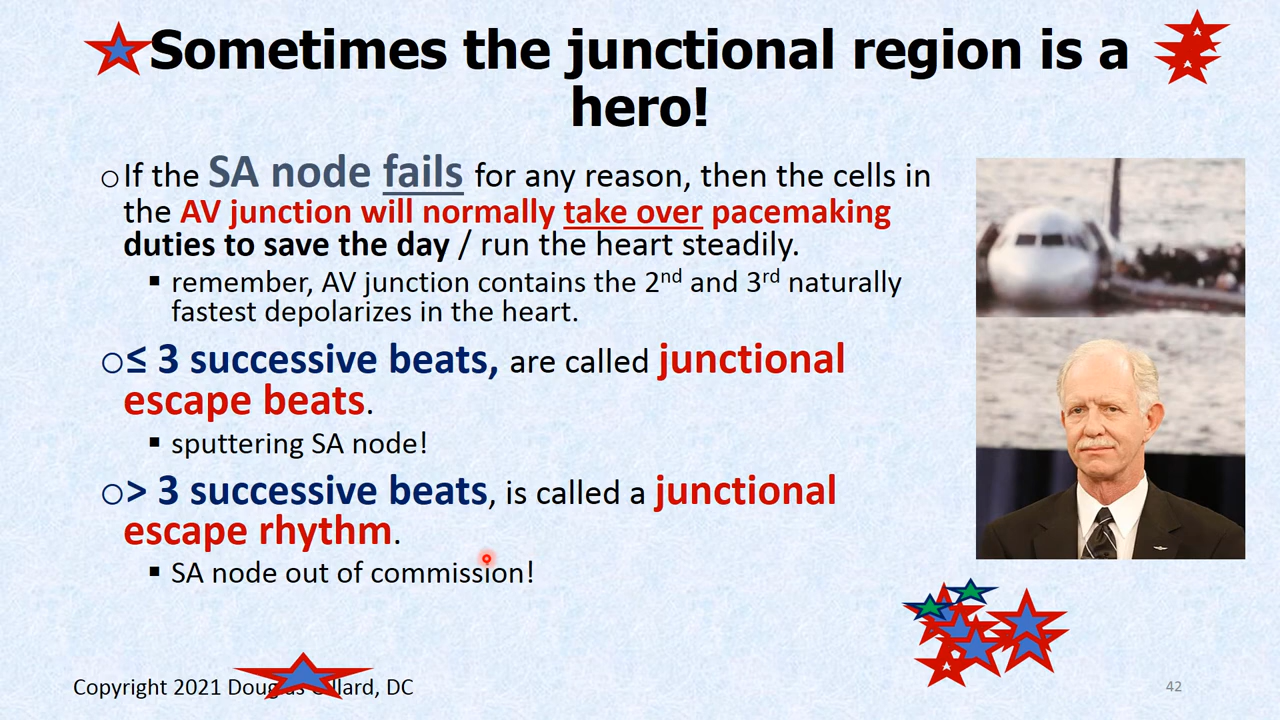 Sometimes the junctional region is a
hero!
○If the SA node fails for any reason, then the cells in
the AV junction will normally take over pacemaking
duties to save the day / run the heart steadily.
▪ remember, AV junction contains the 2nd and 3rd naturally
fastest depolarizes in the heart.
○≤ 3 successive beats, are called junctional
escape beats.
▪ sputtering SA node!
○> 3 successive beats, is called a junctional
escape rhythm.
▪ SA node out of commission!
Copyright 2021 DC
42